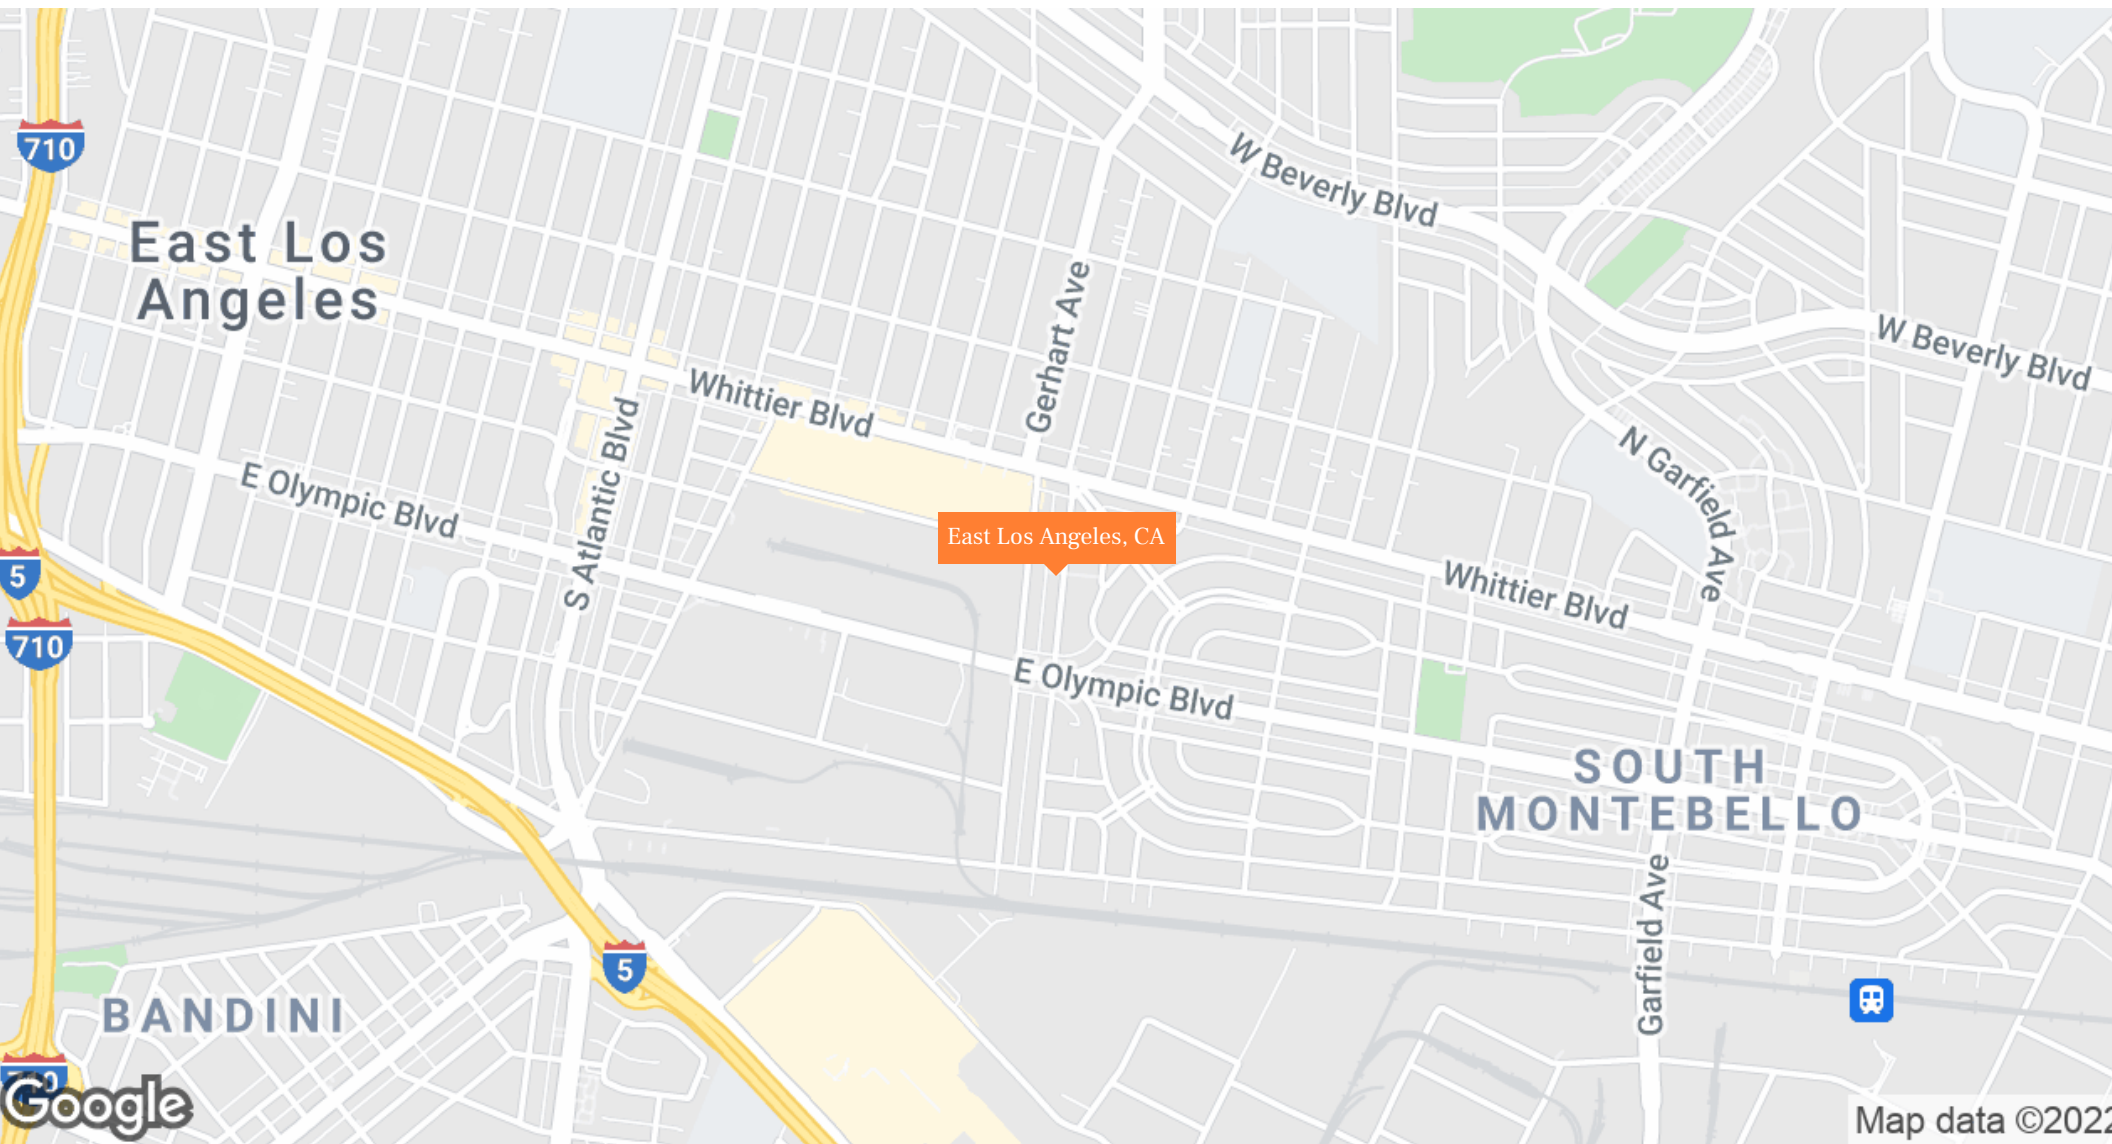 710
W Beverly Blvd
East Los
Angeles
Gerhart Ave
W Beverly Blvd
Whittier Blvd
S Atlantic Blvd
N Garfield Ave
E Olympic Blvd
East Los Angeles, CA
5
Whittier Blvd
710
E Olympic Blvd
SOUTH
MONTEBELLO
Garfield Ave
5
BANDINI
710
Google
Map data ©2022